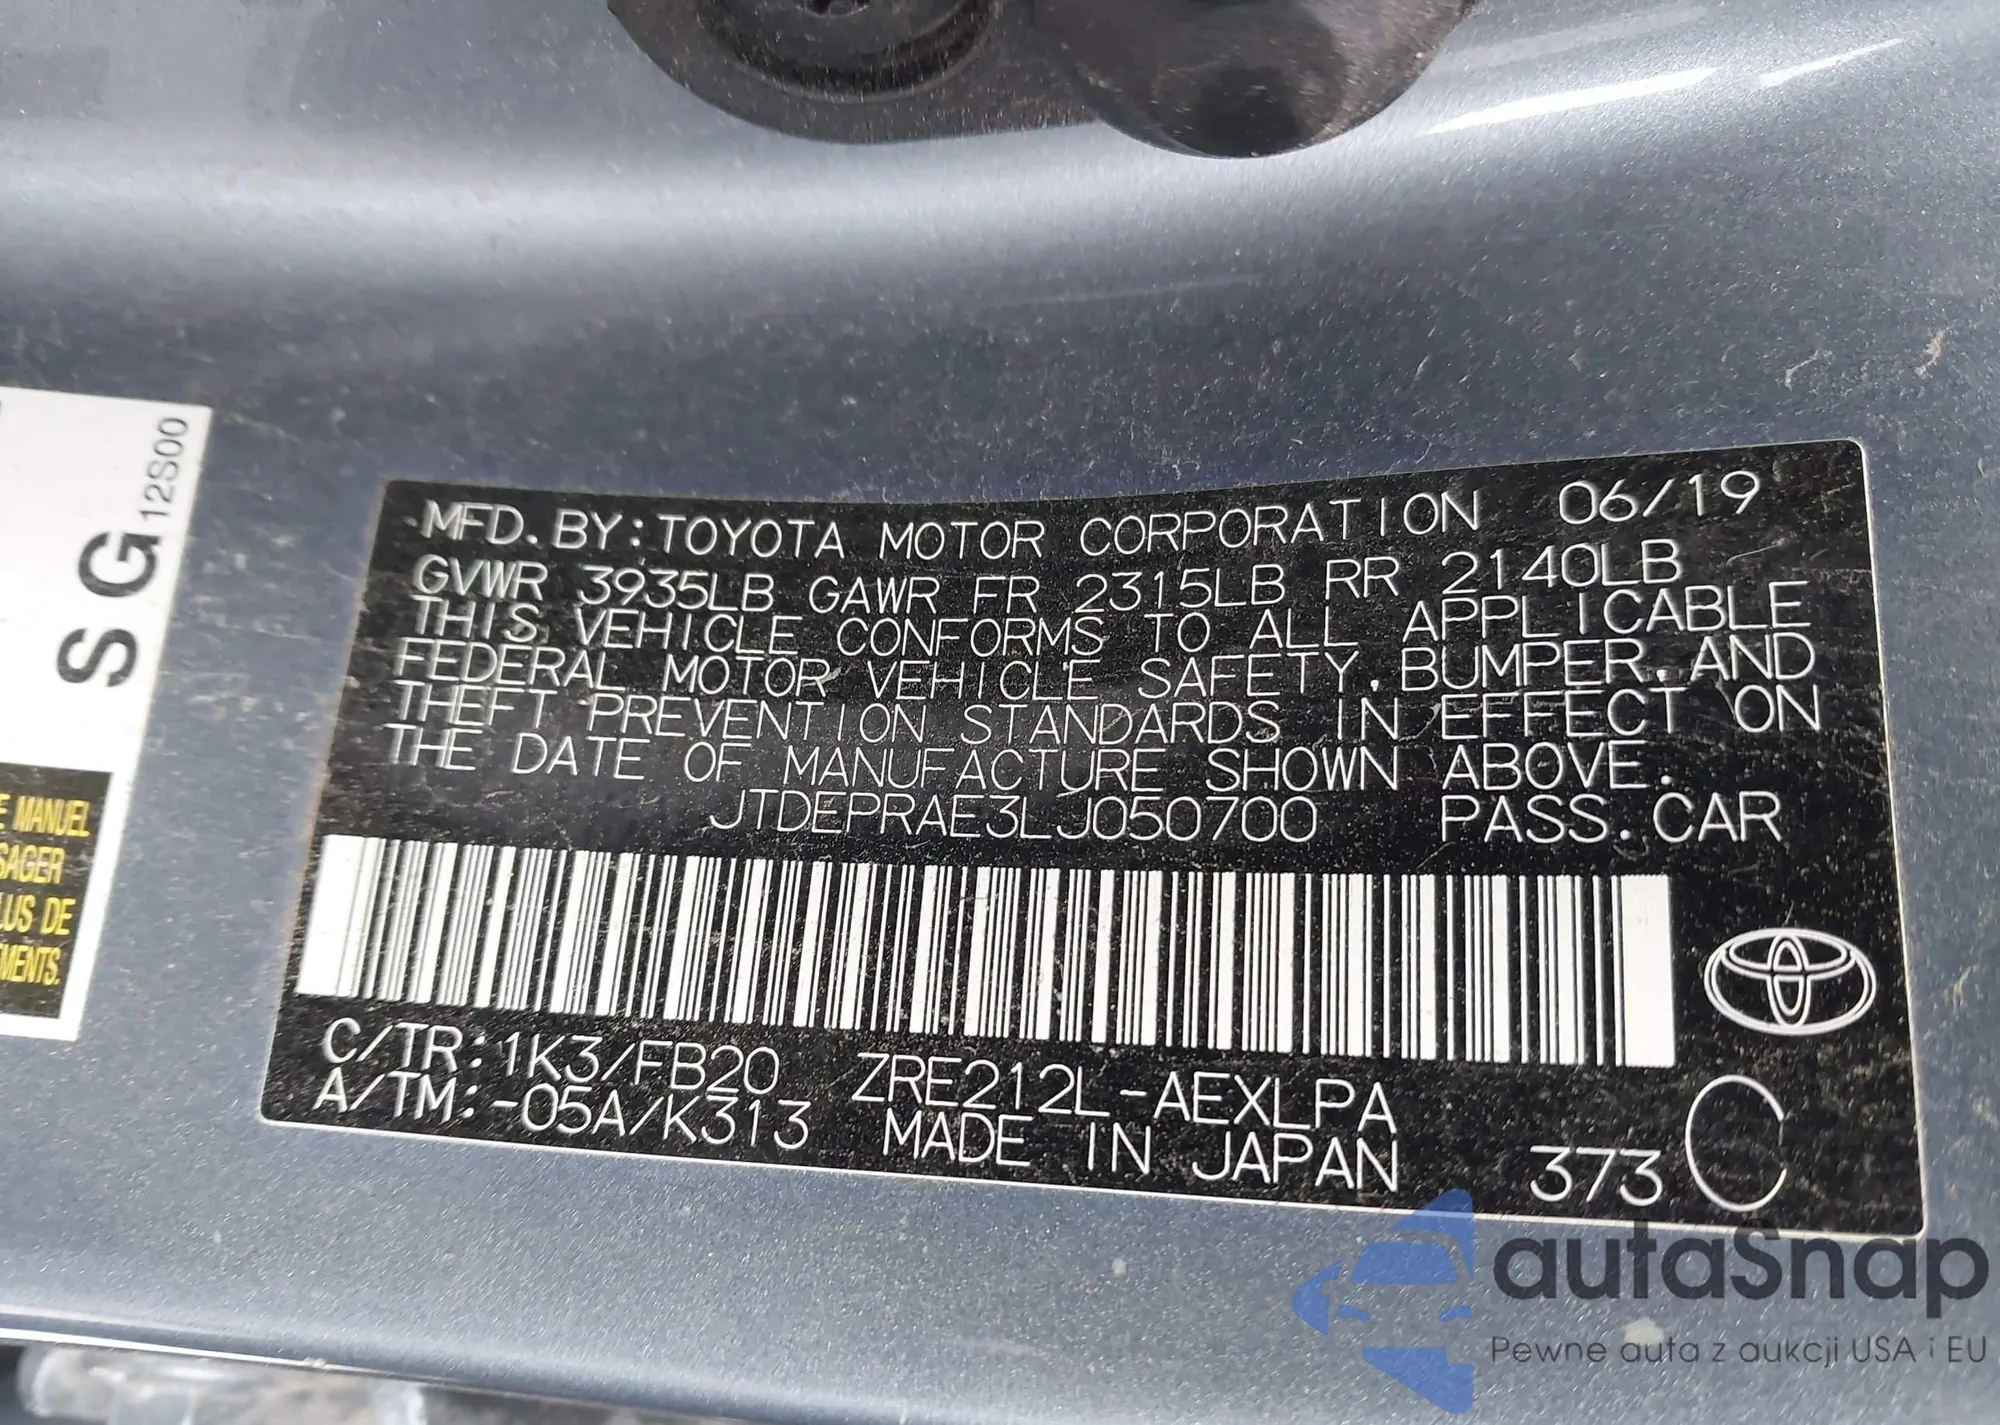 MFD. BY: TOYOTA MOTOR CORPORATION 06/19
GVWR 3935LB GAWR FR 2315LB RR 2140LB
THIS VEHICLE CONFORMS TO ALL APPLICABLE
FEDERAL MOTOR VEHICLE SAFETY, BUMPER, AND
THEFT PREVENTION STANDARDS IN EFFECT ON
THE DATE OF MANUFACTURE SHOWN ABOVE.
JTDEPRAE3LJ050700 PASS. CAR
C/TR: 1K3/FB20 ZRE212L-AEXLPA
A/TM: -05A/K313 MADE IN JAPAN 373 C
S G 12S00
E MANUEL
SAGER
LUS DE
MENTS.
autaSnap
Pewne auta z aukcji USA i EU